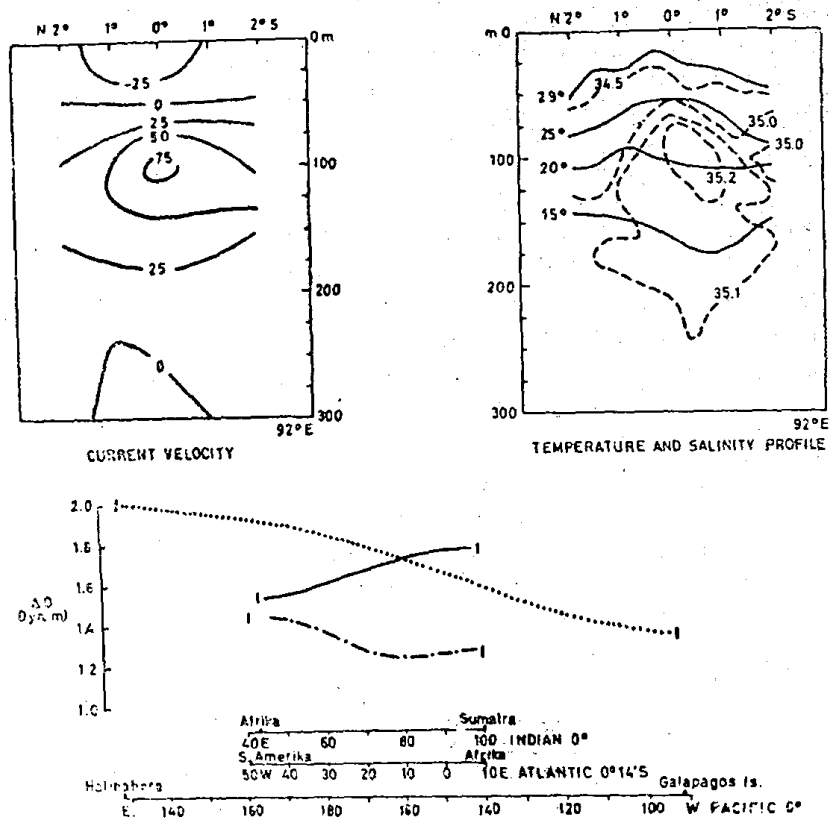 N 2° 1° 0° 1° 2° S
0 m
-25
0
25
50
75
100
25
200
0
300
92° E
CURRENT VELOCITY
N 2° 1° 0° 1° 2° S
m 0
29°
34.5
25°
35.0
35.0
20°
100
35.2
15°
200
35.1
300
92° E
TEMPERATURE AND SALINITY PROFILE
2.0
1.8
1.6
1.4
1.2
1.0
ΔD
(Dyn. m)
Afrika Sumatra
40E 60 80 100 INDIAN 0°
S. Amerika Afrika
50W 40 30 20 10 0 10E. ATLANTIC 0°14'S
Halmahera Galapagos Is.
E. 140 160 180 160 140 120 100 W PACIFIC 0°